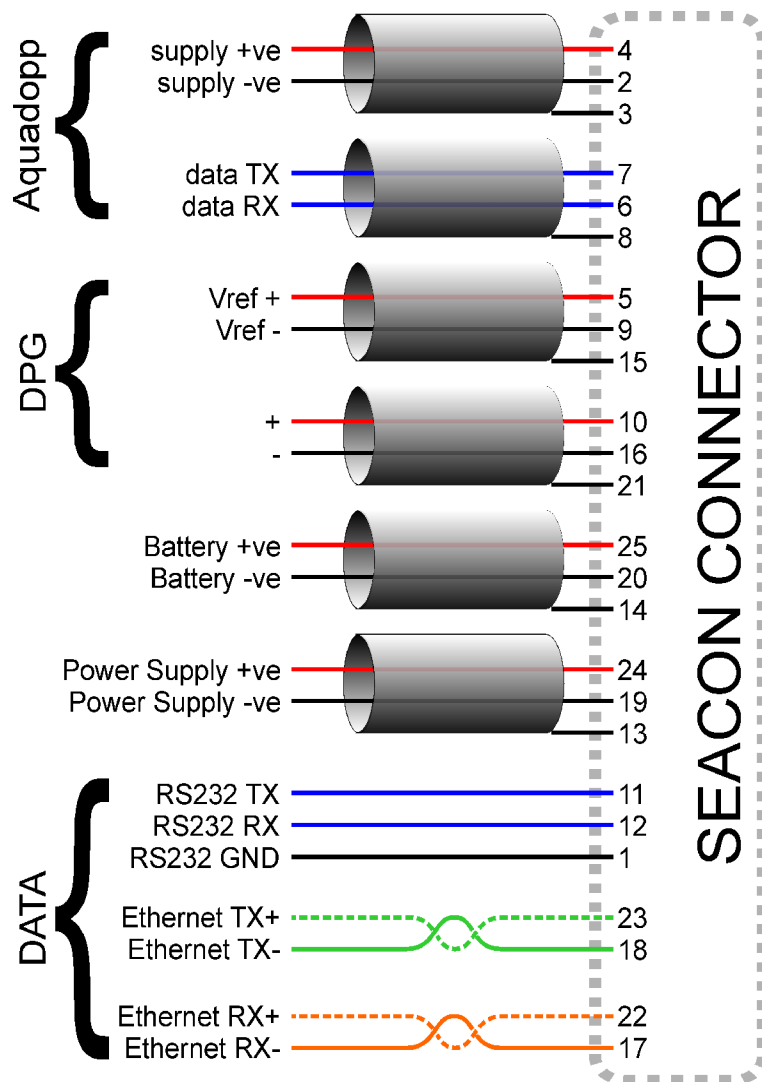 Aquadopp
supply +ve 4
supply -ve 2
3
data TX 7
data RX 6
8
DPG
Vref + 5
Vref - 9
15
+ 10
- 16
21
Battery +ve 25
Battery -ve 20
14
Power Supply +ve 24
Power Supply -ve 19
13
DATA
RS232 TX 11
RS232 RX 12
RS232 GND 1
Ethernet TX+ 23
Ethernet TX- 18
Ethernet RX+ 22
Ethernet RX- 17
SEACON CONNECTOR